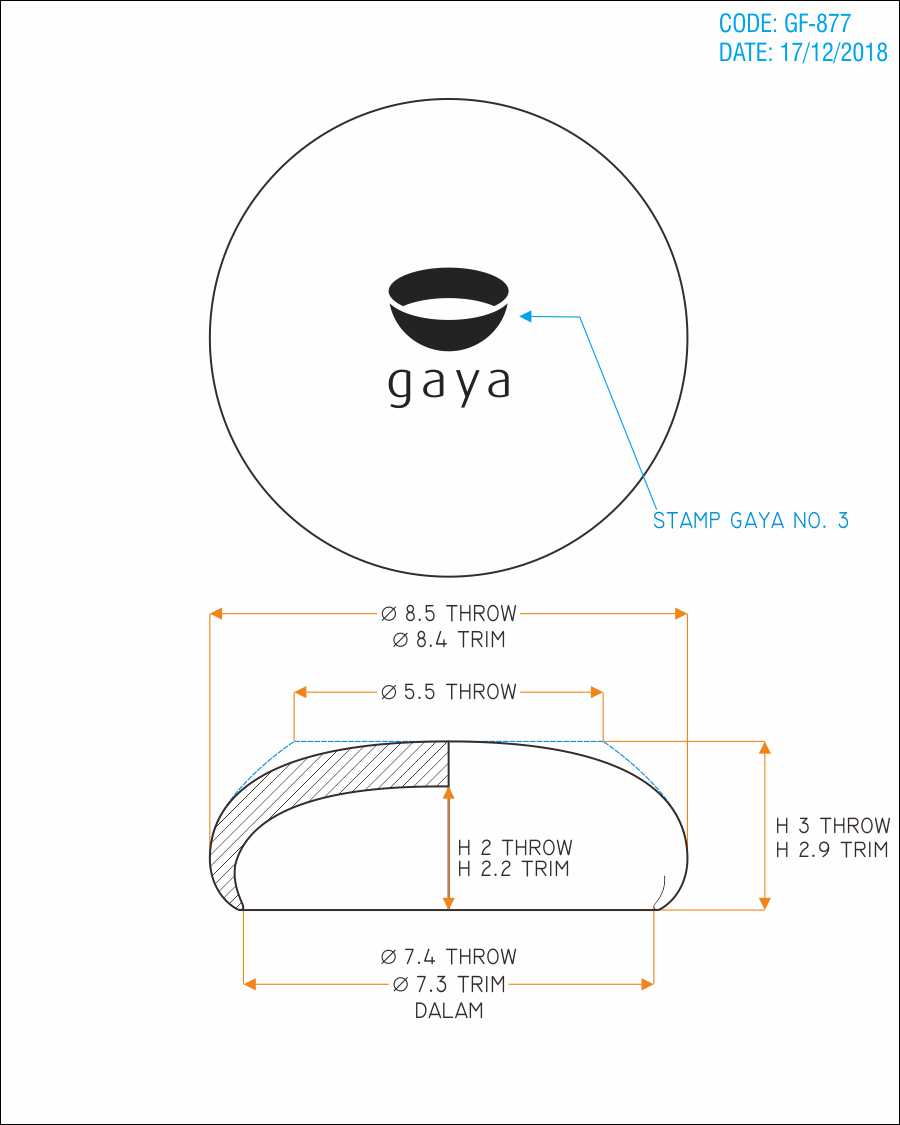 CODE: GF-877
DATE: 17/12/2018
gaya
STAMP GAYA NO. 3
Ø 8.5 THROW
Ø 8.4 TRIM
Ø 5.5 THROW
H 2 THROW
H 2.2 TRIM
H 3 THROW
H 2.9 TRIM
Ø 7.4 THROW
Ø 7.3 TRIM
DALAM